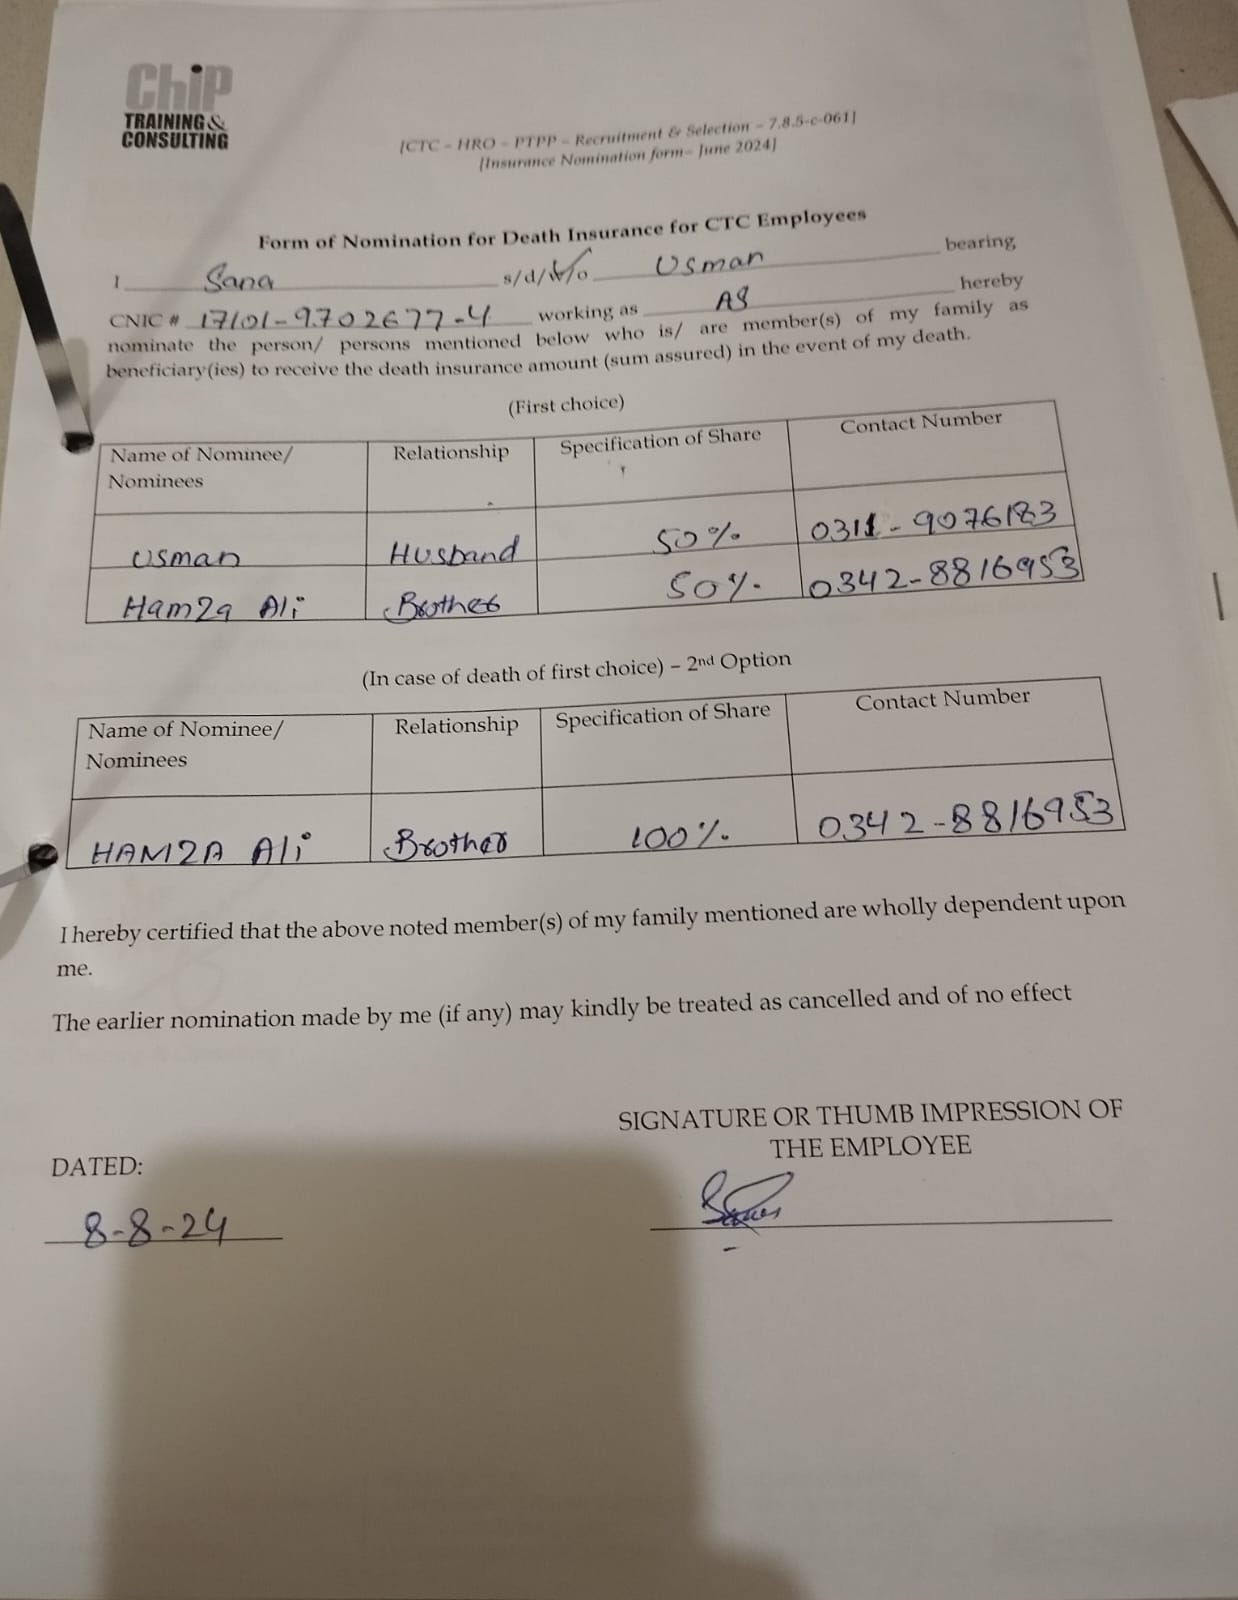 Chip
TRAINING &
CONSULTING
[CTC – HRO – PTPP – Recruitment & Selection – 7.8.5-c-061]
[Insurance Nomination form– June 2024]
Form of Nomination for Death Insurance for CTC Employees
I Sana s/d/w/o Usman bearing
CNIC # 17101-9702677-4 working as AS hereby
nominate the person/ persons mentioned below who is/ are member(s) of my family as
beneficiary(ies) to receive the death insurance amount (sum assured) in the event of my death.
(First choice)
Name of Nominee/ Relationship Specification of Share Contact Number
Nominees
Usman Husband 50% 0311-9076183
Hamza Ali Brother 50% 0342-8816953
(In case of death of first choice) – 2nd Option
Name of Nominee/ Relationship Specification of Share Contact Number
Nominees
HAMZA Ali Brother 100% 0342-8816953
I hereby certified that the above noted member(s) of my family mentioned are wholly dependent upon
me.
The earlier nomination made by me (if any) may kindly be treated as cancelled and of no effect
SIGNATURE OR THUMB IMPRESSION OF
THE EMPLOYEE
DATED:
8-8-24